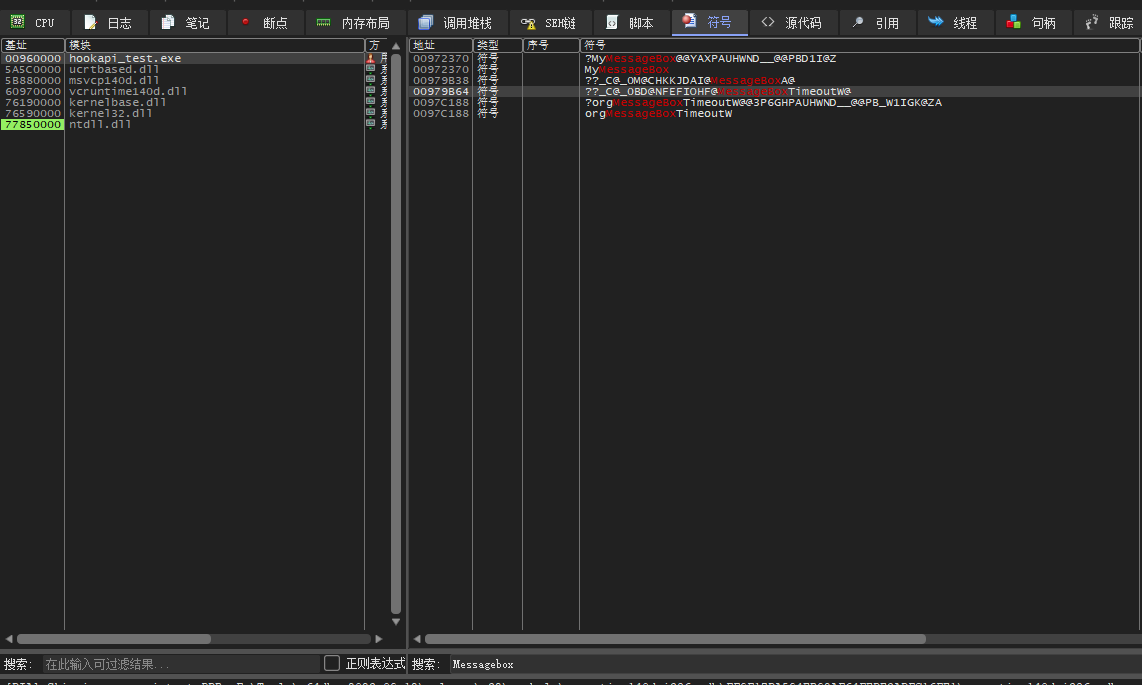 CPU 日志 笔记 断点 内存布局 调用堆栈 SEH链 脚本 符号 源代码 引用 线程 句柄 跟踪
基址 模块 方
00960000 hookapi_test.exe 用
5A5C0000 ucrtbased.dll 系
5B880000 msvcp140d.dll 系
60970000 vcruntime140d.dll 系
76190000 kernelbase.dll 系
76590000 kernel32.dll 系
77850000 ntdll.dll 系
地址 类型 序号 符号
00972370 符号 ?MyMessageBox@@YAXPAUHWND__@@PBD1I@Z
00972370 符号 MyMessageBox
00979B38 符号 ??_C@_0M@CHKKJDAI@MessageBoxA@
00979B64 符号 ??_C@_0BD@NFEFIOHF@MessageBoxTimeoutW@
0097C188 符号 ?orgMessageBoxTimeoutW@@3P6GHPAUHWND__@@PB_W1IGK@ZA
0097C188 符号 orgMessageBoxTimeoutW
搜索: 在此输入可过滤结果... 正则表达式 搜索: Messagebox